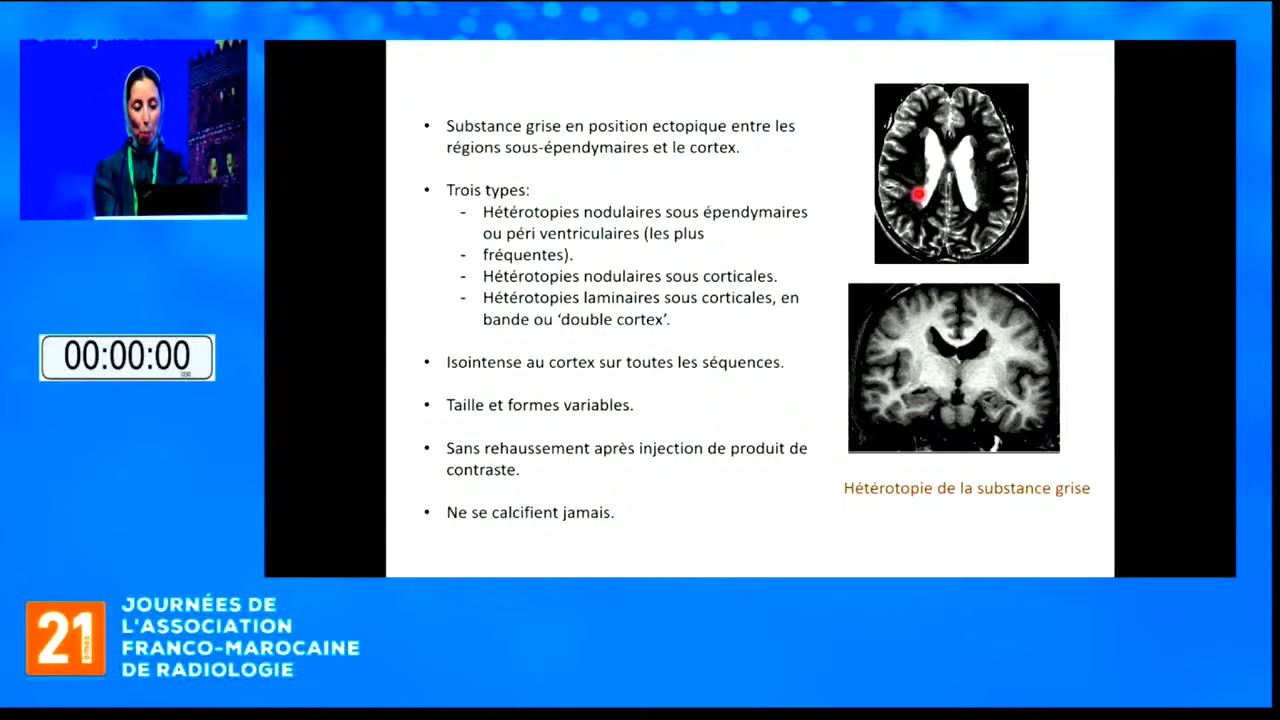 • Substance grise en position ectopique entre les
régions sous-épendymaires et le cortex.
• Trois types:
- Hétérotopies nodulaires sous épendymaires
ou péri ventriculaires (les plus
- fréquentes).
- Hétérotopies nodulaires sous corticales.
- Hétérotopies laminaires sous corticales, en
bande ou ‘double cortex’.
• Isointense au cortex sur toutes les séquences.
• Taille et formes variables.
• Sans rehaussement après injection de produit de
contraste.
• Ne se calcifient jamais.
Hétérotopie de la substance grise
00:00:00
21
èmes
JOURNÉES DE
L'ASSOCIATION
FRANCO-MAROCAINE
DE RADIOLOGIE